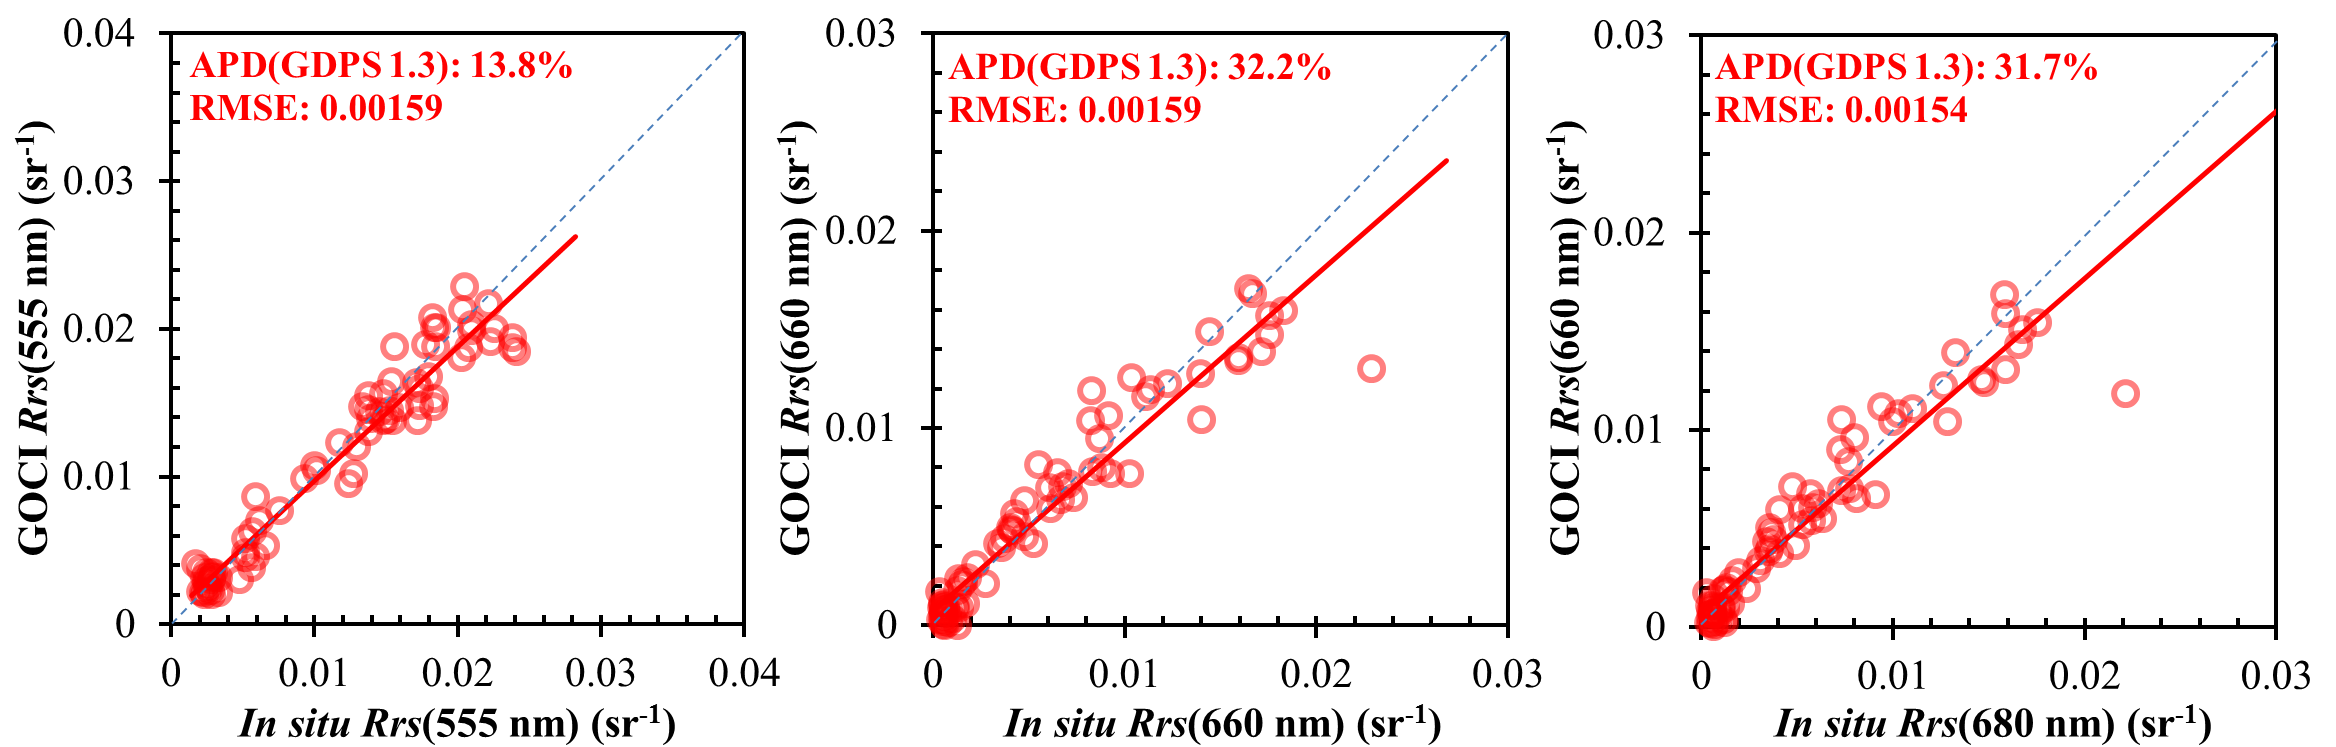 APD(GDPS 1.3): 13.8%
RMSE: 0.00159
GOCI Rrs(555 nm) (sr-1)
0.04
0.03
0.02
0.01
0
0 0.01 0.02 0.03 0.04
In situ Rrs(555 nm) (sr-1)
APD(GDPS 1.3): 32.2%
RMSE: 0.00159
GOCI Rrs(660 nm) (sr-1)
0.03
0.02
0.01
0
0 0.01 0.02 0.03
In situ Rrs(660 nm) (sr-1)
APD(GDPS 1.3): 31.7%
RMSE: 0.00154
GOCI Rrs(660 nm) (sr-1)
0.03
0.02
0.01
0
0 0.01 0.02 0.03
In situ Rrs(680 nm) (sr-1)